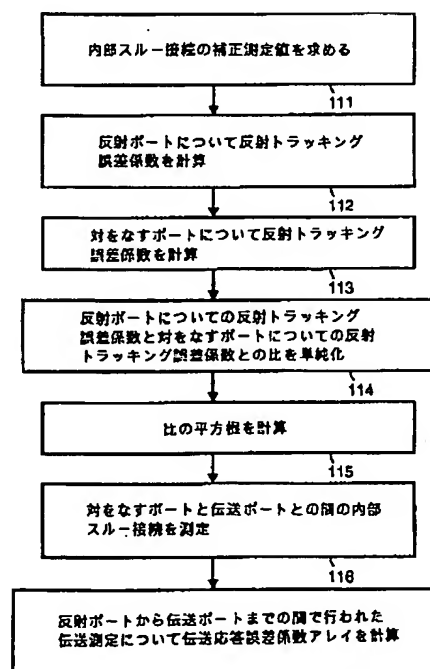 内部スルー接続の補正測定値を求める
111
反射ポートについて反射トラッキング
誤差係数を計算
112
対をなすポートについて反射トラッキング
誤差係数を計算
113
反射ポートについての反射トラッキング
誤差係数と対をなすポートについての反射
トラッキング誤差係数との比を単純化
114
比の平方根を計算
115
対をなすポートと伝送ポートとの間の内部
スルー接続を測定
116
反射ポートから伝送ポートまでの間で行われた
伝送測定について伝送応答誤差係数アレイを計算